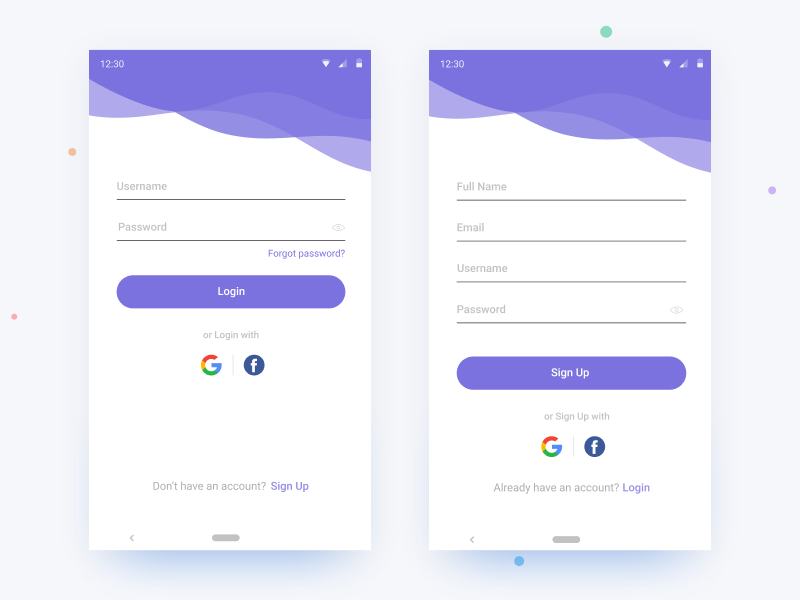 12:30
Username
Password
Forgot password?
Login
or Login with
Don't have an account? Sign Up
12:30
Full Name
Email
Username
Password
Sign Up
or Sign Up with
Already have an account? Login